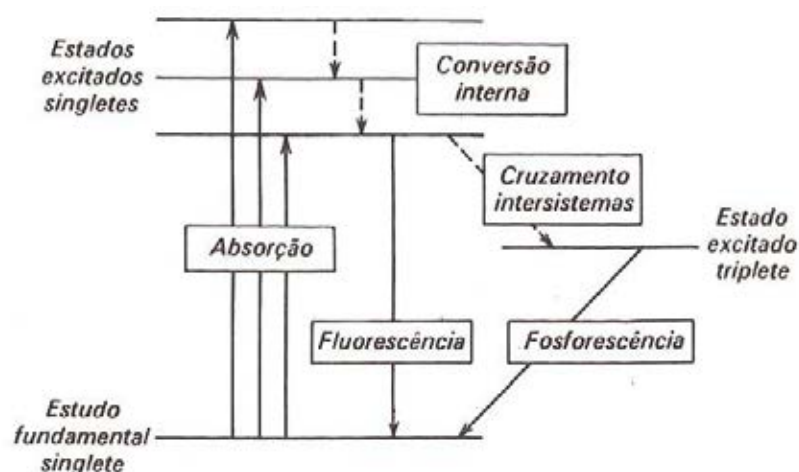 Estados
excitados
singletes
Conversão
interna
Cruzamento
intersistemas
Estado
excitado
triplete
Absorção
Fluorescência
Fosforescência
Estudo
fundamental
singlete